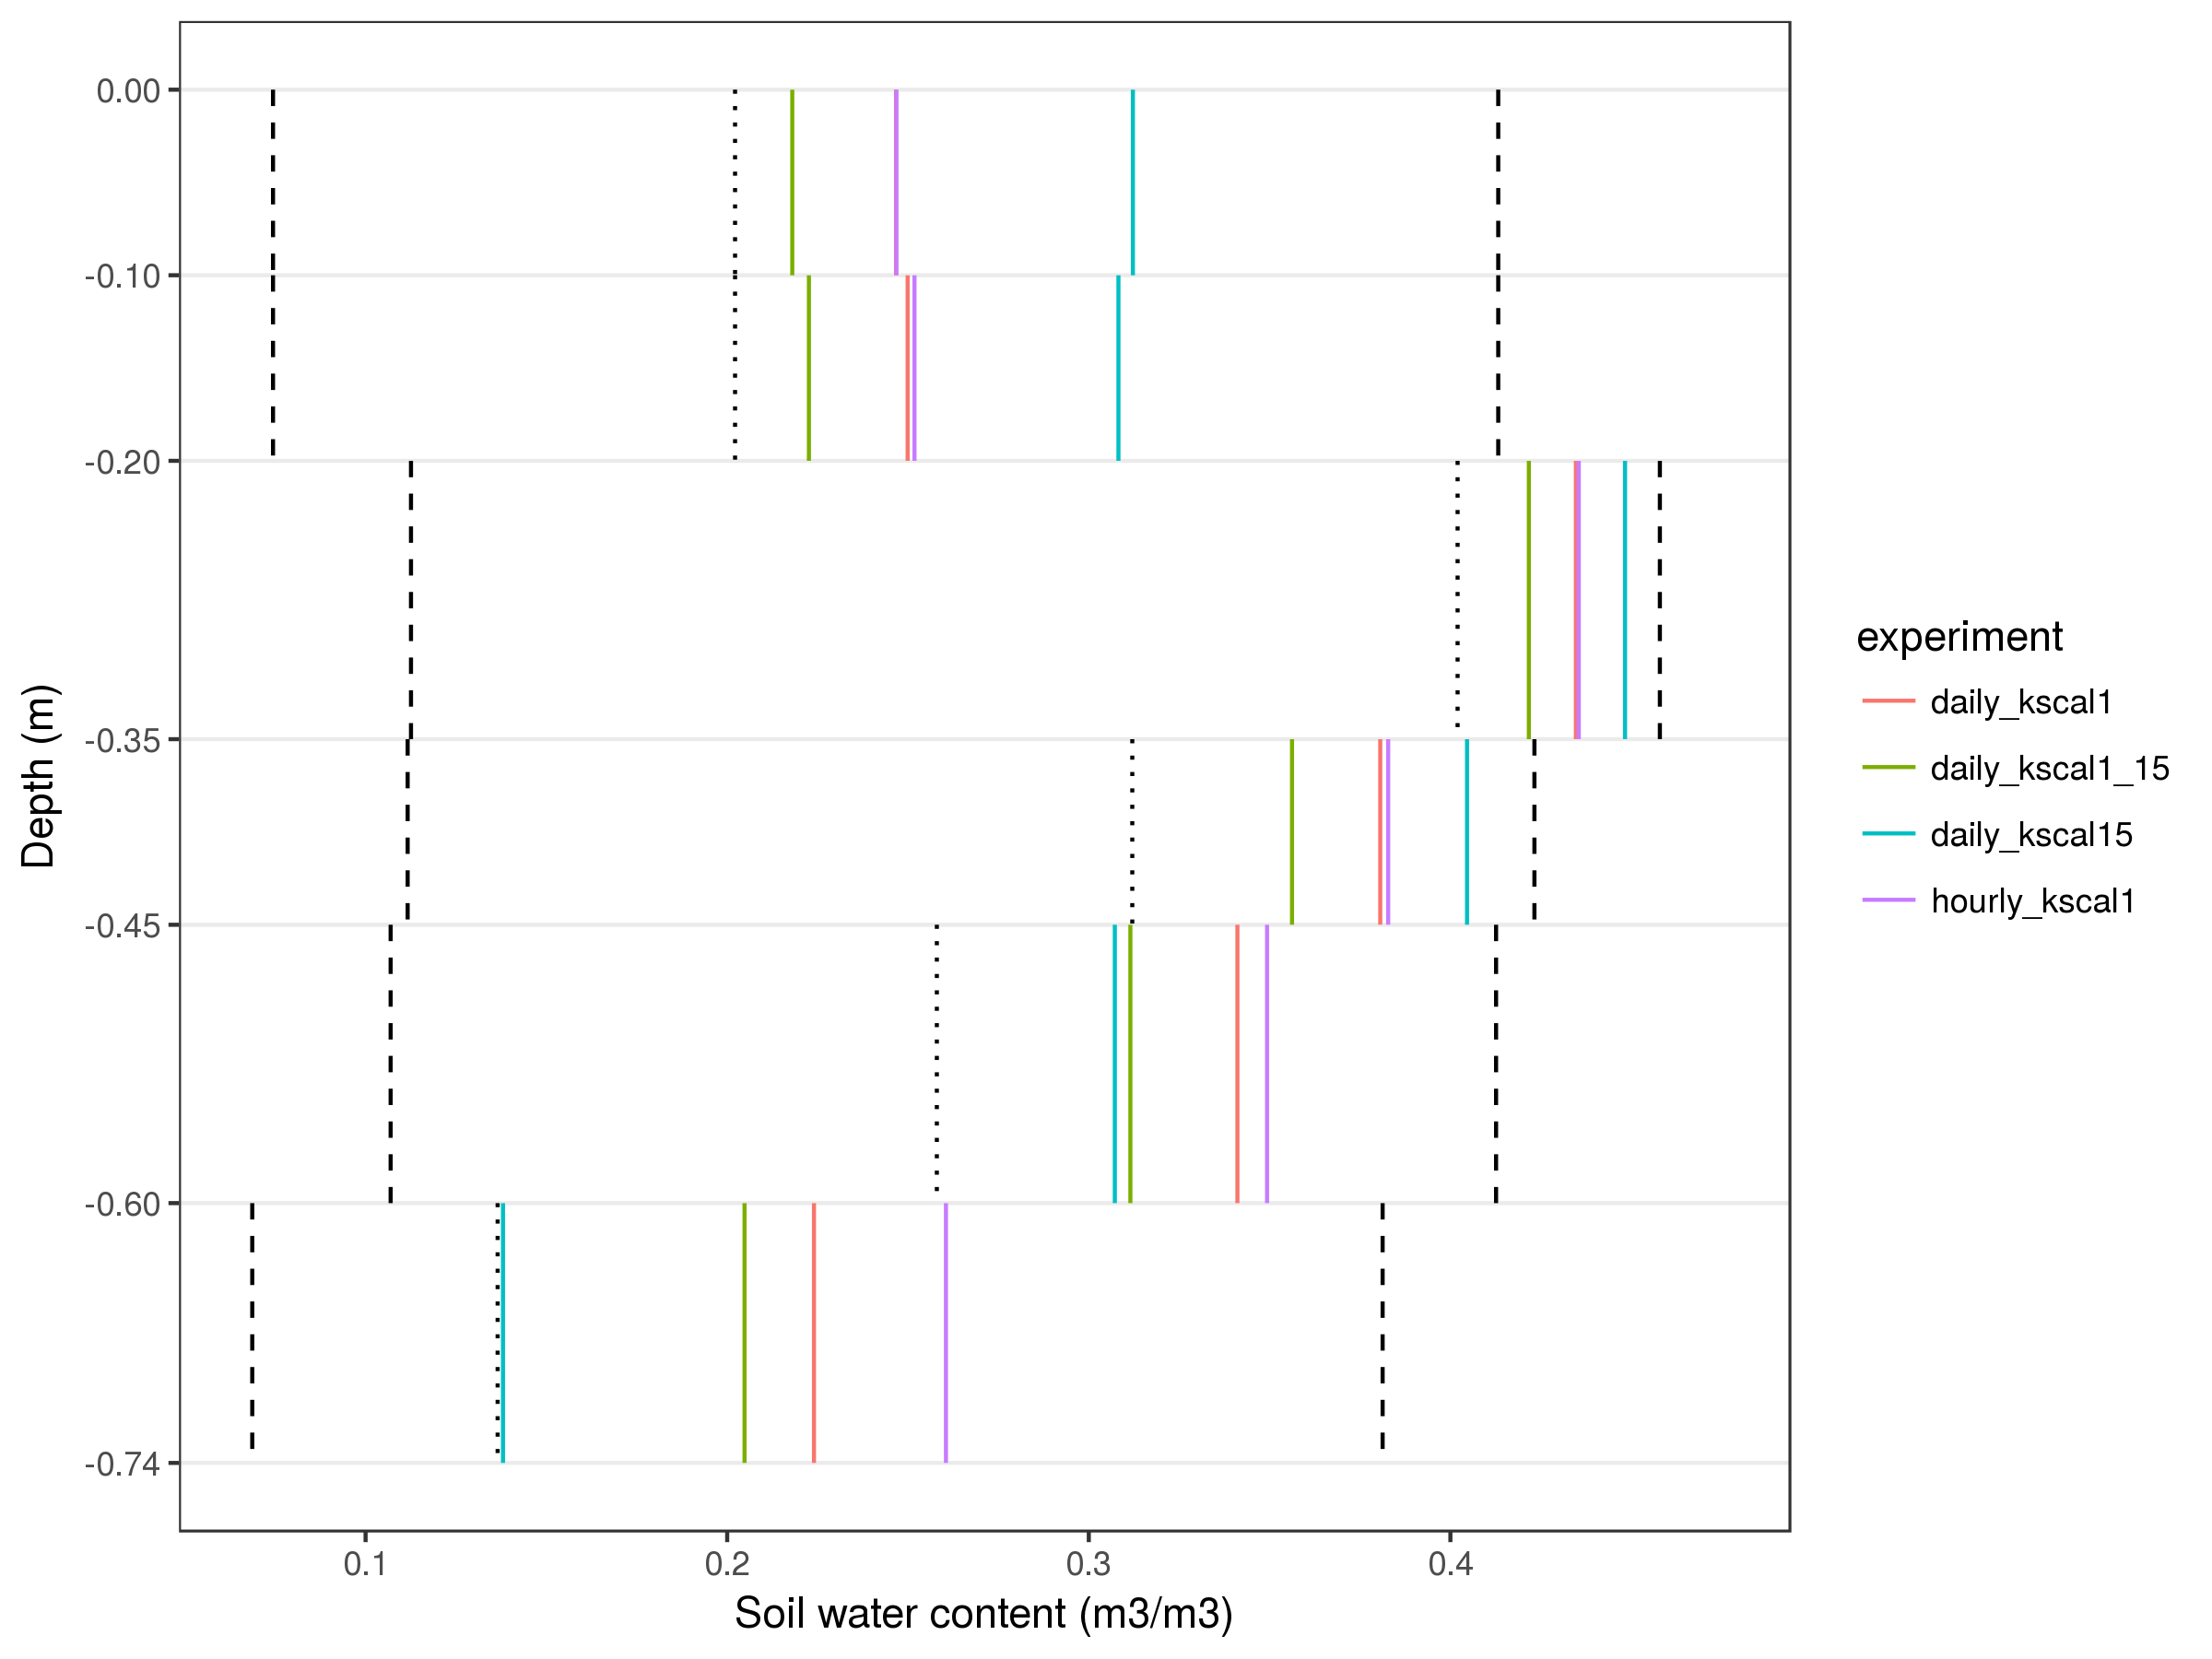 0.00
-0.10
-0.20
-0.35
-0.45
-0.60
-0.74
Depth (m)
0.1 0.2 0.3 0.4
Soil water content (m3/m3)
experiment
daily_kscal1
daily_kscal1_15
daily_kscal15
hourly_kscal1